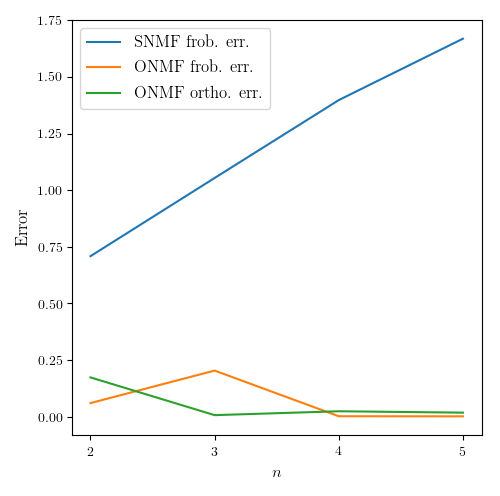 SNMF frob. err.
ONMF frob. err.
ONMF ortho. err.
1.75
1.50
1.25
1.00
0.75
0.50
0.25
0.00
Error
2
3
4
5
n